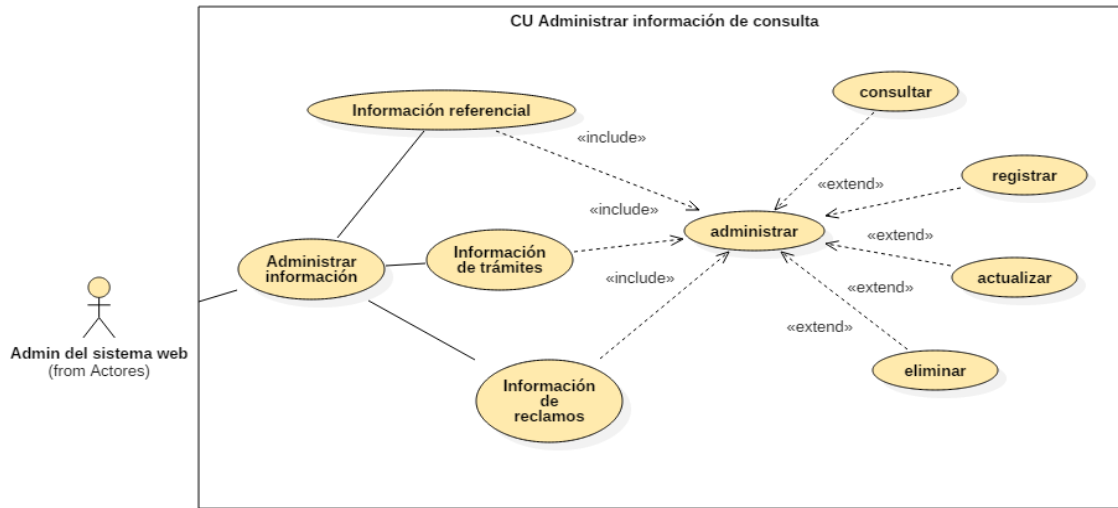 CU Administrar información de consulta
Información referencial
consultar
«include»
registrar
«extend»
«include»
administrar
«extend»
Información
de trámites
Administrar
información
«include»
actualizar
«extend»
«extend»
Admin del sistema web
(from Actores)
eliminar
Información
de
reclamos